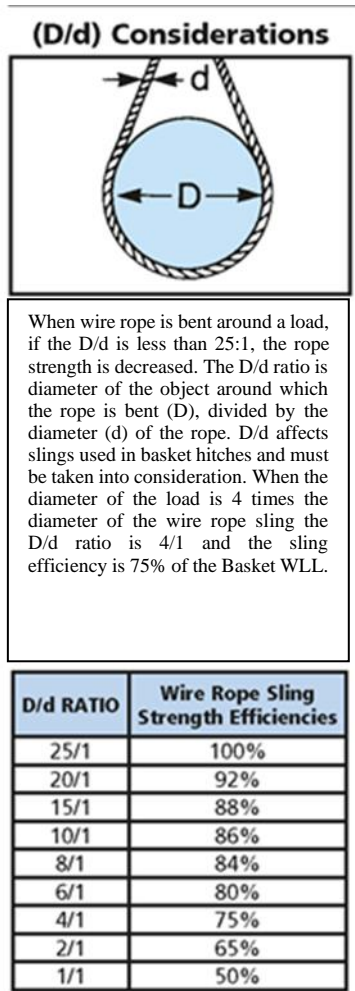 (D/d) Considerations
d
D
When wire rope is bent around a load,
if the D/d is less than 25:1, the rope
strength is decreased. The D/d ratio is
diameter of the object around which
the rope is bent (D), divided by the
diameter (d) of the rope. D/d affects
slings used in basket hitches and must
be taken into consideration. When the
diameter of the load is 4 times the
diameter of the wire rope sling the
D/d ratio is 4/1 and the sling
efficiency is 75% of the Basket WLL.
D/d RATIO Wire Rope Sling
Strength Efficiencies
25/1 100%
20/1 92%
15/1 88%
10/1 86%
8/1 84%
6/1 80%
4/1 75%
2/1 65%
1/1 50%